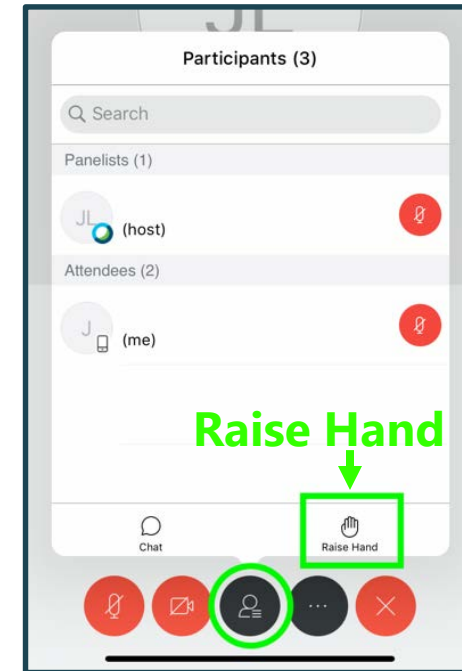 JL
Participants (3)
Search
Panelists (1)
JL
(host)
Attendees (2)
J
(me)
Raise Hand
Chat
Raise Hand